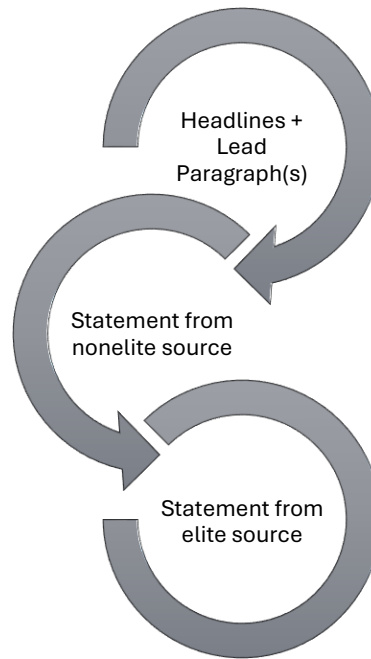 Headlines +
Lead
Paragraph(s)
Statement from
nonelite source
Statement from
elite source